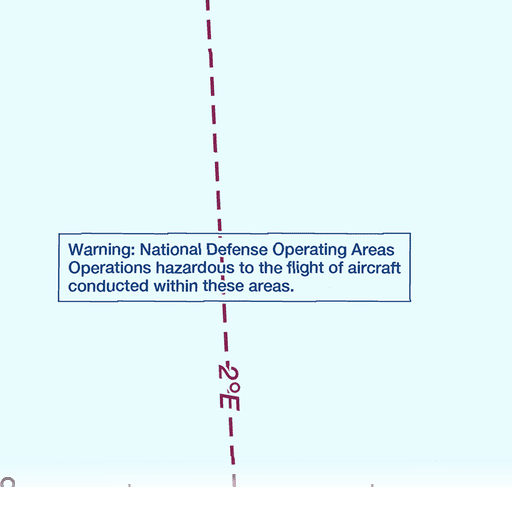 Warning: National Defense Operating Areas
Operations hazardous to the flight of aircraft
conducted within these areas.
2°E